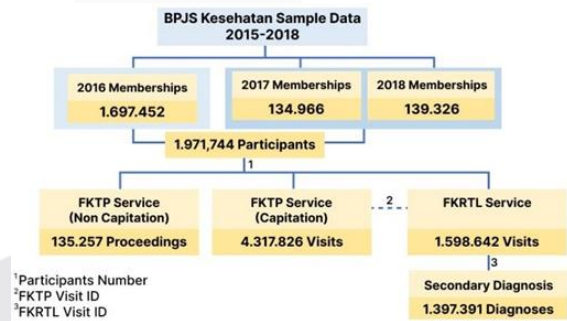 BPJS Kesehatan Sample Data
2015-2018
2016 Memberships
1.697.452
2017 Memberships
134.966
2018 Memberships
139.326
1.971,744 Participants
1
FKTP Service
(Non Capitation)
135.257 Proceedings
FKTP Service
(Capitation)
4.317.826 Visits
2
FKRTL Service
1.598.642 Visits
3
Secondary Diagnosis
1.397.391 Diagnoses
1Participants Number
2FKTP Visit ID
3FKRTL Visit ID